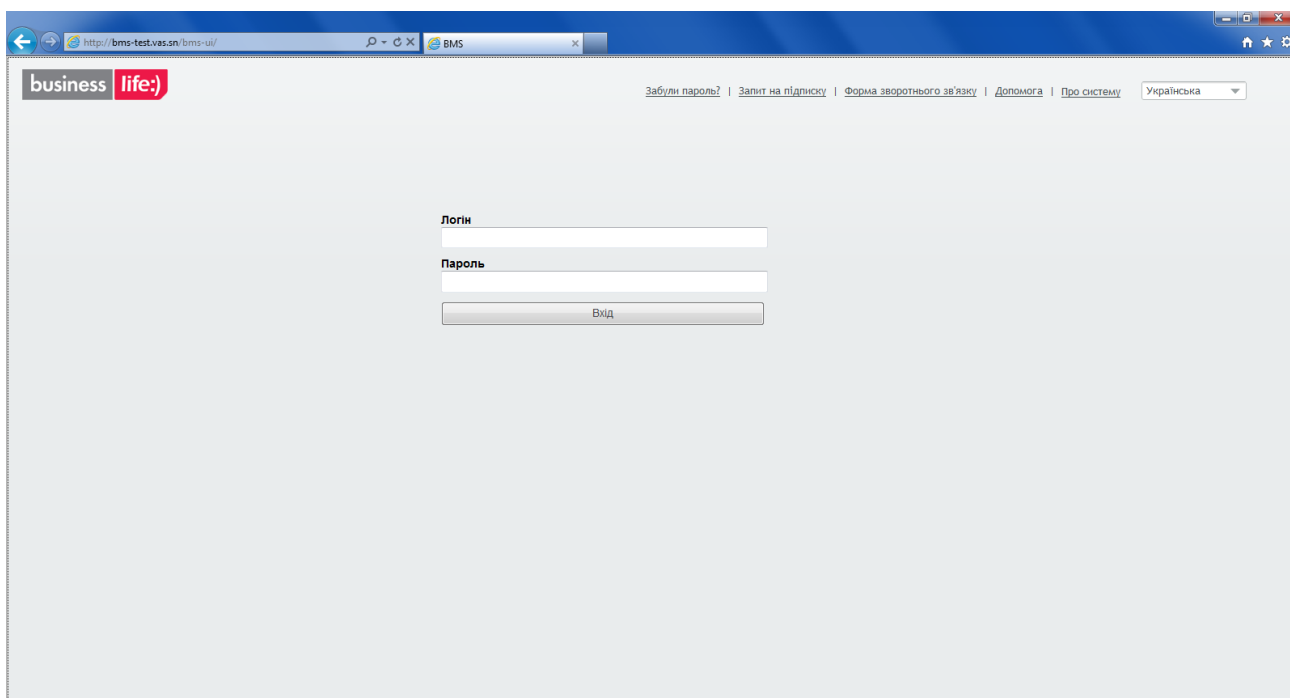 http://bms-test.vas.sn/bms-ui/
BMS
business life:)
Забули пароль? | Запит на підписку | Форма зворотнього зв'язку | Допомога | Про систему
Українська
Логін
Пароль
Вхід